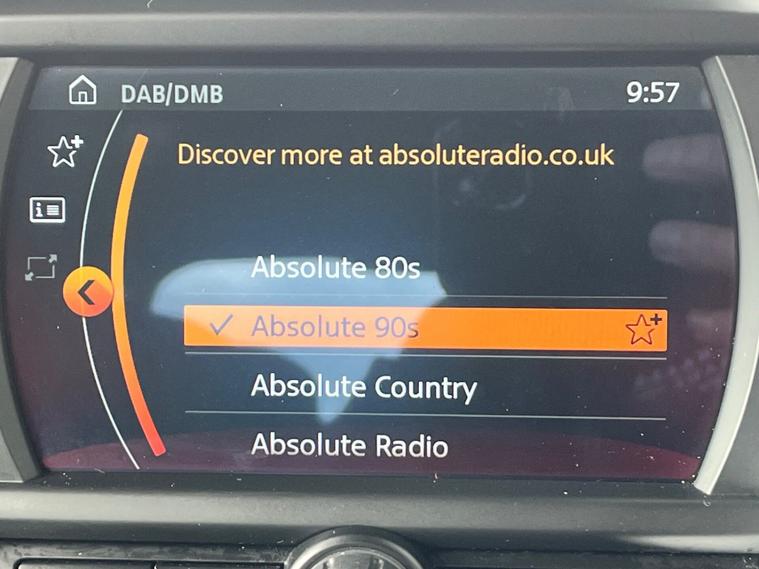 DAB/DMB 9:57
Discover more at absoluteradio.co.uk
Absolute 80s
Absolute 90s
Absolute Country
Absolute Radio